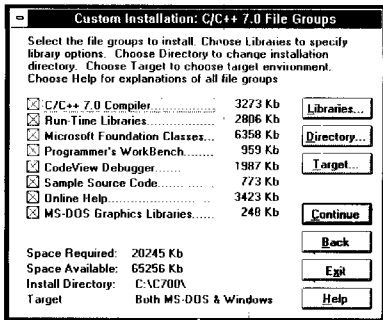 Custom Installation: C/C++ 7.0 File Groups
Select the file groups to install. Choose Libraries to specify
library options. Choose Directory to change installation
directory. Choose Target to choose target environment.
Choose Help for explanations of all file groups
C/C++ 7.0 Compiler.................... 3273 Kb
Run-Time Libraries.................... 2806 Kb
Microsoft Foundation Classes... 6358 Kb
Programmer's WorkBench........ 959 Kb
CodeView Debugger................ 1987 Kb
Sample Source Code............... 773 Kb
Online Help............................. 3423 Kb
MS-DOS Graphics Libraries...... 248 Kb
Libraries...
Directory...
Target...
Continue
Back
Exit
Help
Space Required: 20245 Kb
Space Available: 65256 Kb
Install Directory: C:\C700\
Target Both MS-DOS & Windows